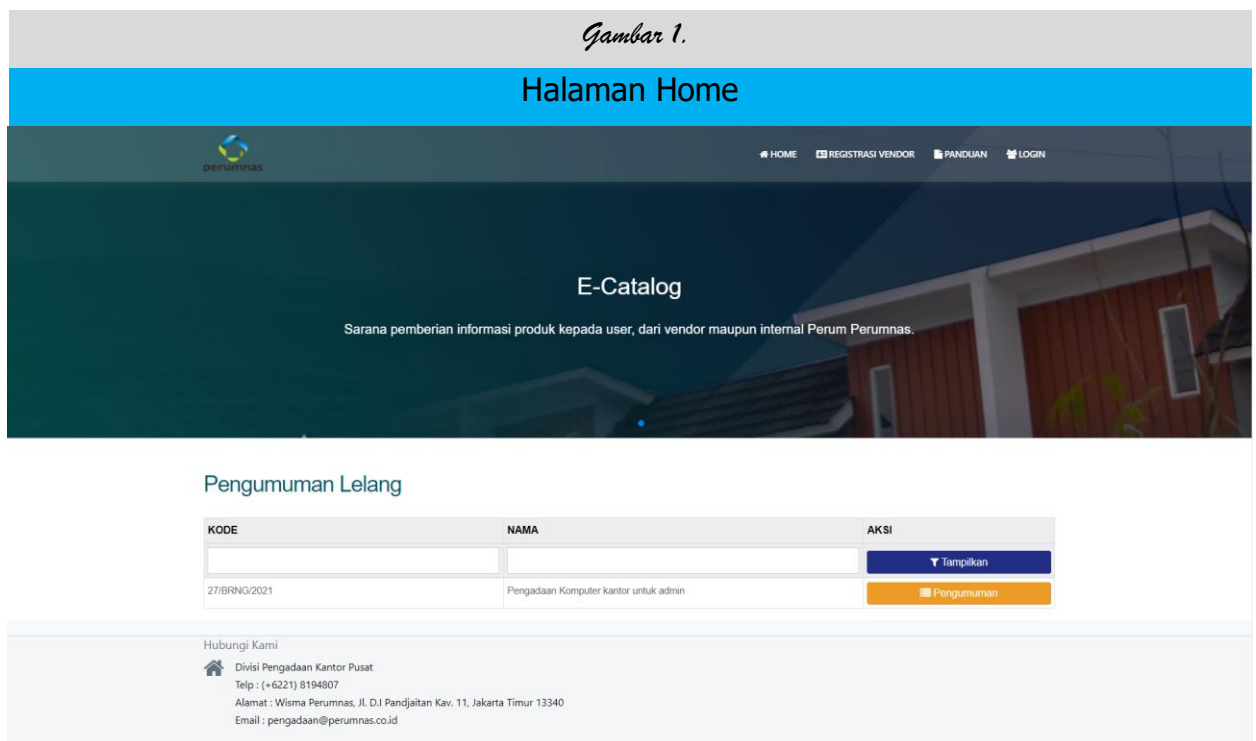 Gambar 1.
Halaman Home
perumnas
HOME REGISTRASI VENDOR PANDUAN LOGIN
E-Catalog
Sarana pemberian informasi produk kepada user, dari vendor maupun internal Perum Perumnas.
Pengumuman Lelang
KODE NAMA AKSI
Tampilkan
27/BRNG/2021 Pengadaan Komputer kantor untuk admin Pengumuman
Hubungi Kami
Divisi Pengadaan Kantor Pusat
Telp : (+6221) 8194807
Alamat : Wisma Perumnas, Jl. D.I Pandjaitan Kav. 11, Jakarta Timur 13340
Email : pengadaan@perumnas.co.id